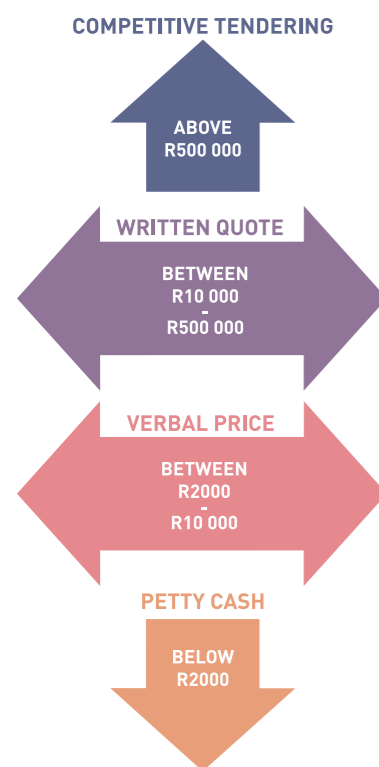 COMPETITIVE TENDERING
ABOVE
R500 000
WRITTEN QUOTE
BETWEEN
R10 000
-
R500 000
VERBAL PRICE
BETWEEN
R2000
-
R10 000
PETTY CASH
BELOW
R2000